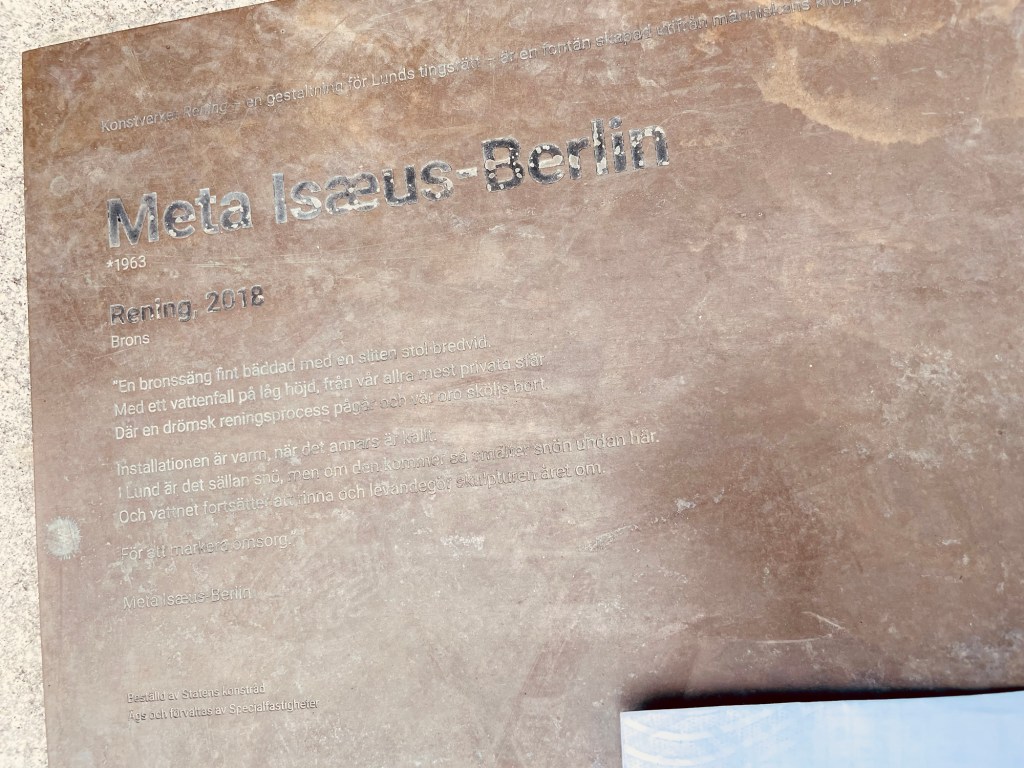 Konstverket Rening – en gestaltning för Lunds tingsrätt – är en fontän skapad utifrån människans kropp
Meta Isæus-Berlin
*1963
Rening, 2018
Brons
"En bronssäng fint bäddad med en sliten stol bredvid.
Med ett vattenfall på låg höjd, från vår allra mest privata sfär
Där en drömsk reningsprocess pågår och vår oro sköljs bort.
Installationen är varm, när det annars är kallt.
I Lund är det sällan snö, men om den kommer så smälter snön undan här.
Och vattnet fortsätter att rinna och levandegör skulpturen året om.
För att markera omsorg."
Meta Isæus-Berlin
Beställd av Statens konstråd
Ägs och förvaltas av Specialfastigheter